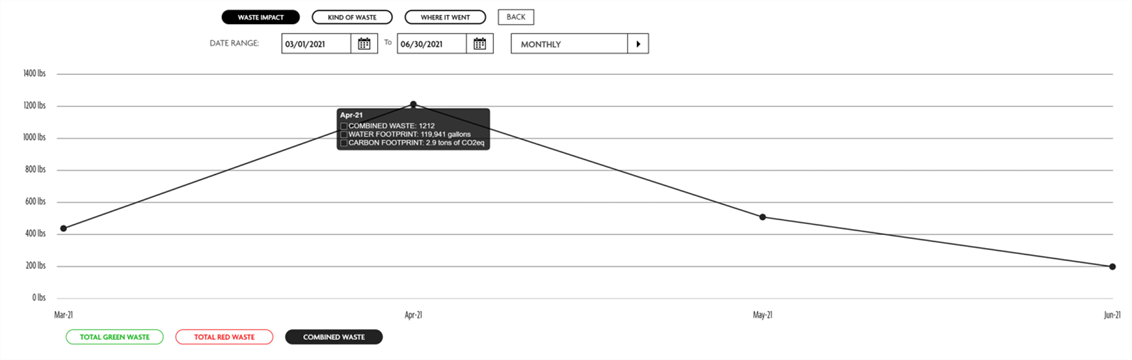 WASTE IMPACT KIND OF WASTE WHERE IT WENT BACK
DATE RANGE: 03/01/2021 To 06/30/2021 MONTHLY
1400 lbs
1200 lbs
Apr-21
COMBINED WASTE: 1212
WATER FOOTPRINT: 119,941 gallons
1000 lbs
CARBON FOOTPRINT: 2.9 tons of CO2eq
800 lbs
600 lbs
400 lbs
200 lbs
0 lbs
Mar-21 Apr-21 May-21 Jun-21
TOTAL GREEN WASTE TOTAL RED WASTE COMBINED WASTE